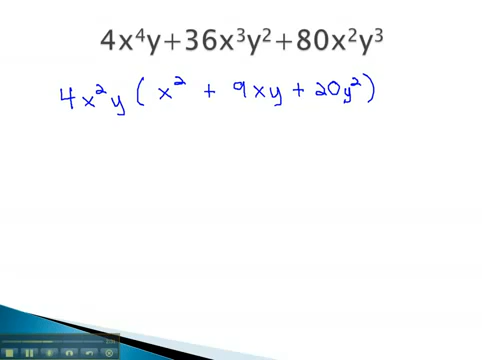 4x⁴y+36x³y²+80x²y³
4x²y ( x² + 9xy + 20y² )